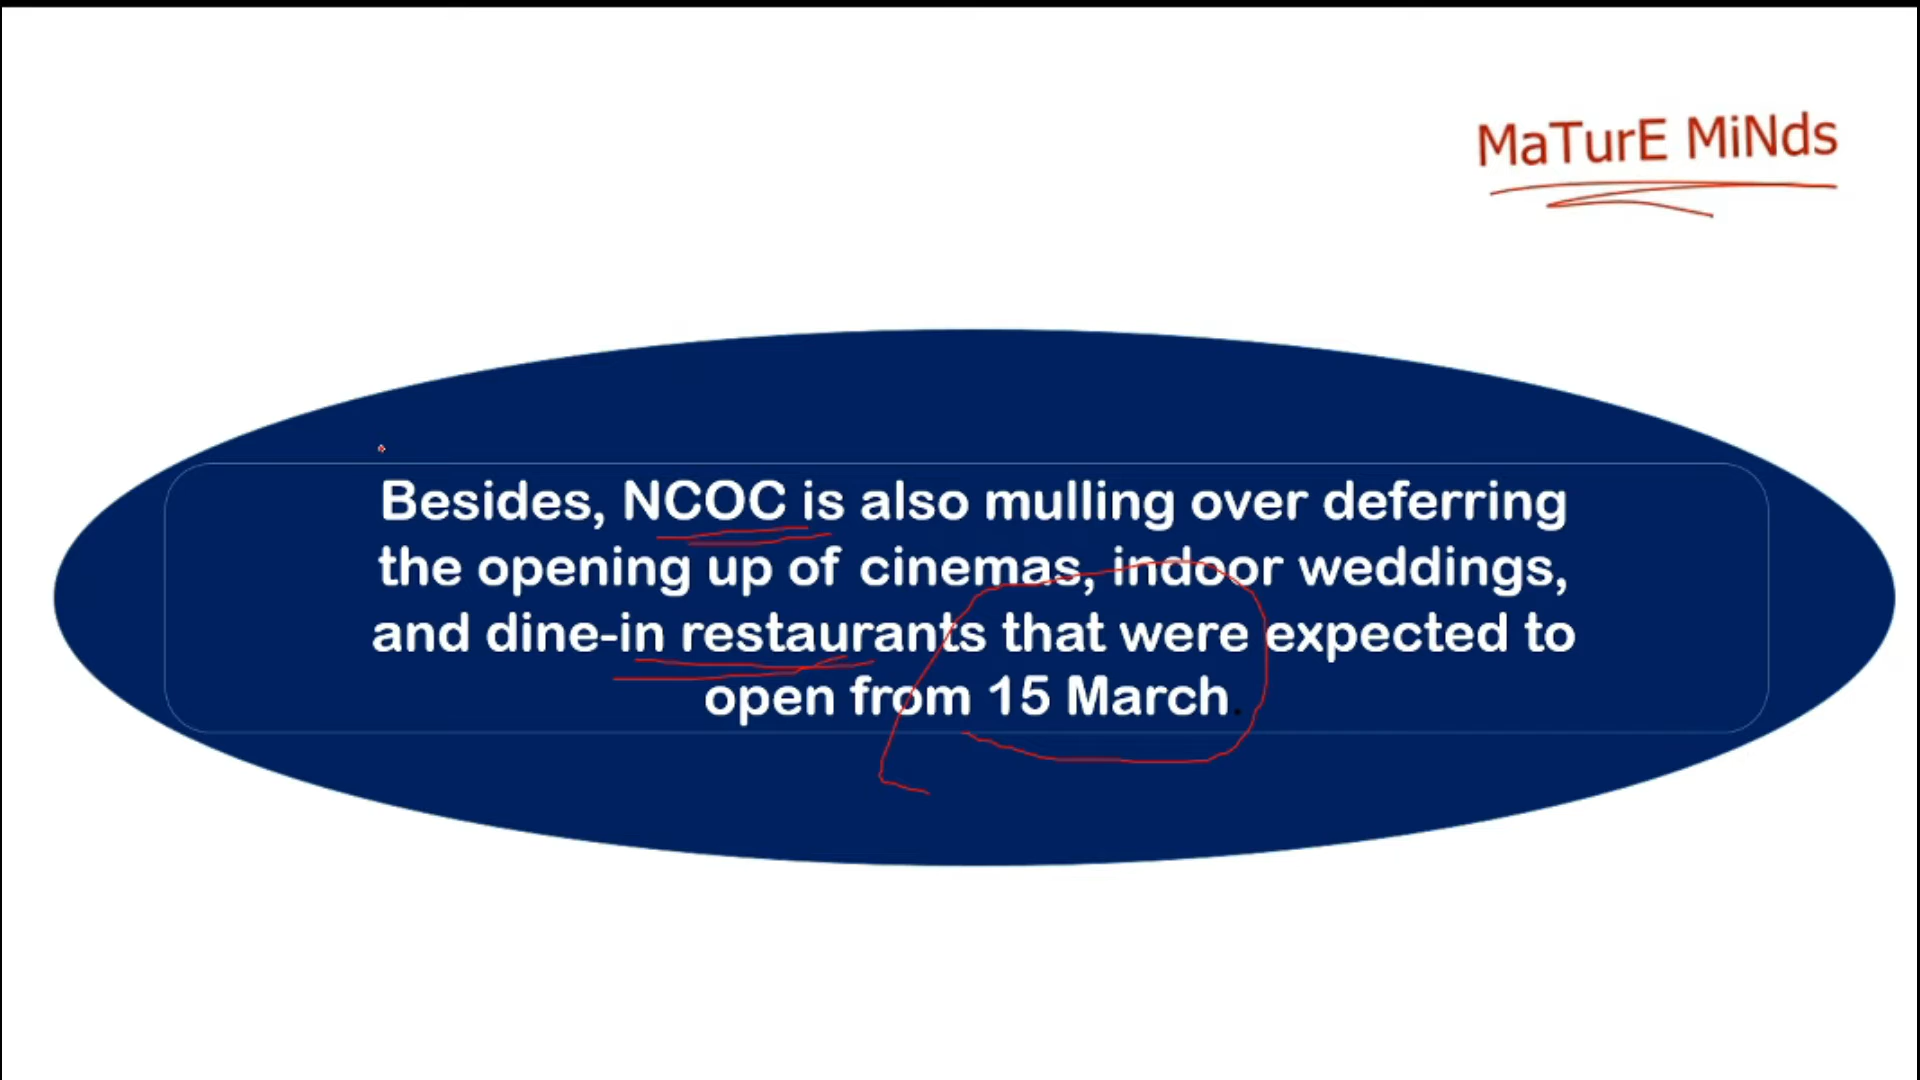 MaTurE MiNds
Besides, NCOC is also mulling over deferring
the opening up of cinemas, indoor weddings,
and dine-in restaurants that were expected to
open from 15 March.